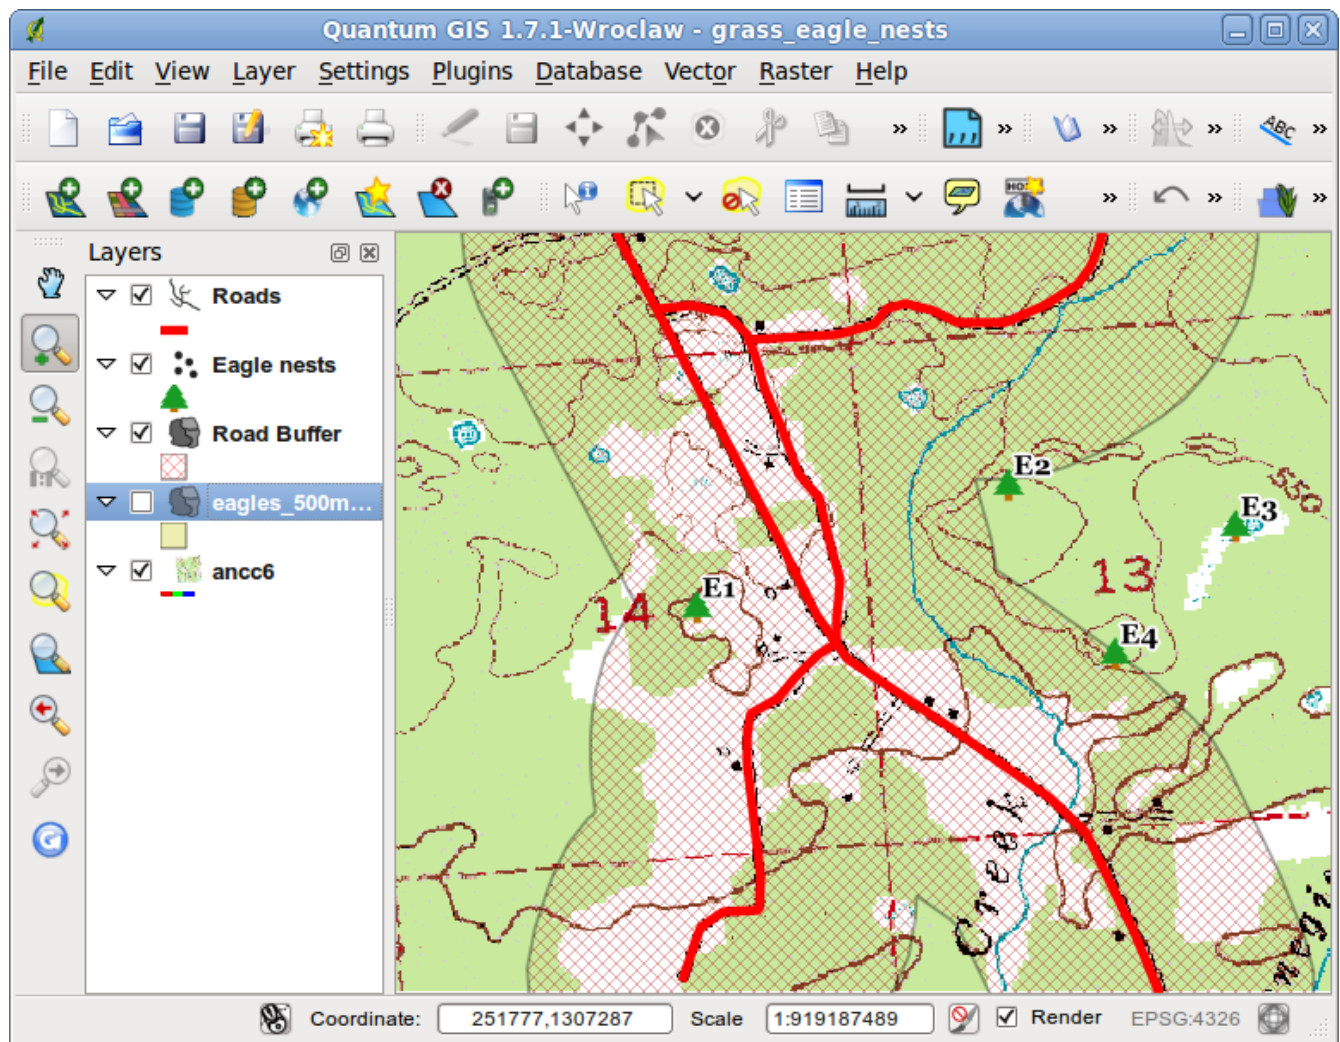 Quantum GIS 1.7.1-Wroclaw - grass_eagle_nests
File Edit View Layer Settings Plugins Database Vector Raster Help
ABC
Layers
Roads
Eagle nests
Road Buffer
eagles_500m...
ancc6
E2
E3
550
13
E1
14
E4
Creek
Coordinate: 251777,1307287 Scale 1:919187489 Render EPSG:4326